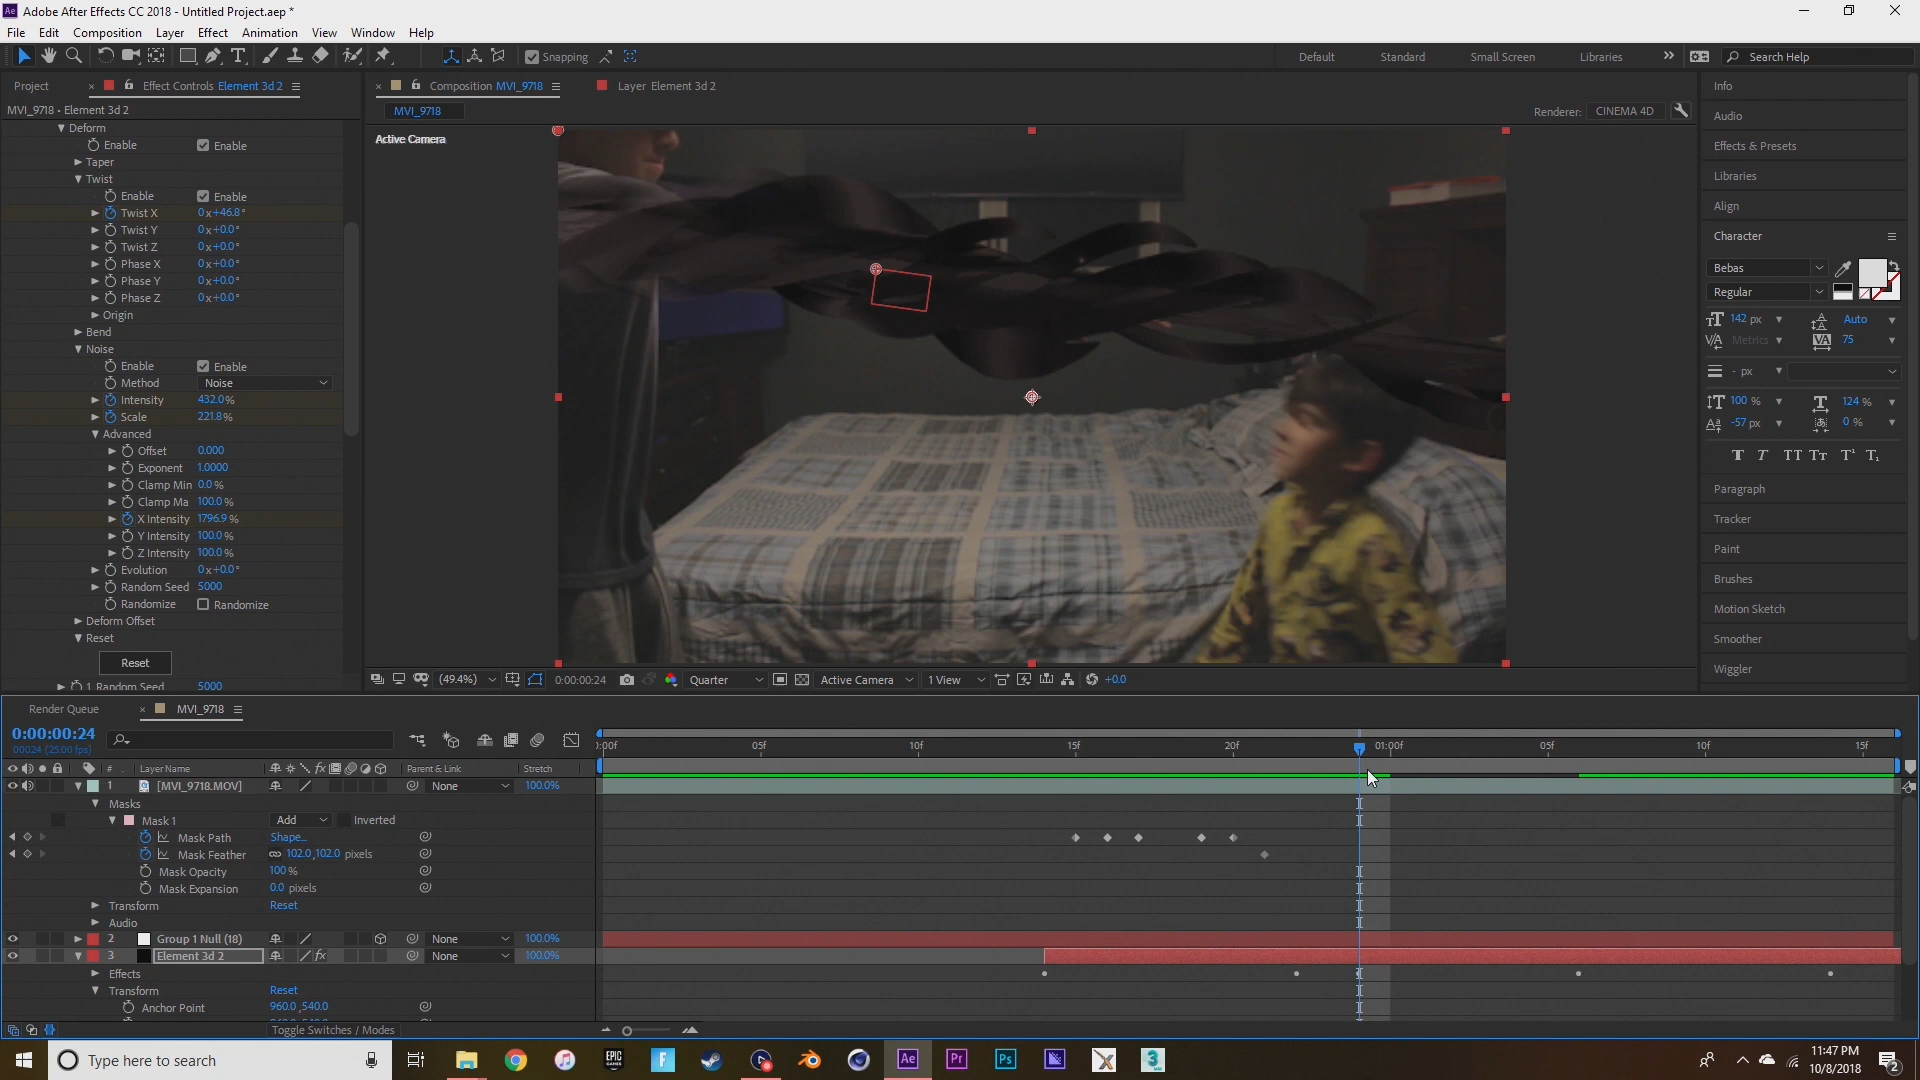 Adobe After Effects CC 2018 - Untitled Project.aep *
File Edit Composition Layer Effect Animation View Window Help
Snapping
Default Standard Small Screen Libraries Search Help
Project Effect Controls Element 3d 2
MVI_9718 • Element 3d 2
Deform
Enable Enable
Taper
Twist
Enable Enable
Twist X 0x+46.8°
Twist Y 0x+0.0°
Twist Z 0x+0.0°
Phase X 0x+0.0°
Phase Y 0x+0.0°
Phase Z 0x+0.0°
Origin
Bend
Noise
Enable Enable
Method Noise
Intensity 432.0%
Scale 221.8%
Advanced
Offset 0.000
Exponent 1.0000
Clamp Min 0.0%
Clamp Ma 100.0%
X Intensity 1796.9%
Y Intensity 100.0%
Z Intensity 100.0%
Evolution 0x+0.0°
Random Seed 5000
Randomize Randomize
Deform Offset
Reset
Reset
1. Random Seed 5000
Composition MVI_9718 Layer Element 3d 2
MVI_9718
Renderer: CINEMA 4D
Active Camera
(49.4%) 0:00:00:24 Quarter Active Camera 1 View +0.0
Info
Audio
Effects & Presets
Libraries
Align
Character
Bebas
Regular
142 px Auto
Metrics 75
- px
100 % 124 %
-57 px 0 %
Paragraph
Tracker
Paint
Brushes
Motion Sketch
Smoother
Wiggler
Render Queue MVI_9718
0:00:00:24
00024 (25.00 fps)
:00f 05f 10f 15f 20f 01:00f 05f 10f 15f
# Layer Name Parent & Link Stretch
1 [MVI_9718.MOV] None 100.0%
Masks
Mask 1 Add Inverted
Mask Path Shape...
Mask Feather 102.0,102.0 pixels
Mask Opacity 100%
Mask Expansion 0.0 pixels
Transform Reset
Audio
2 Group 1 Null (18) None 100.0%
3 Element 3d 2 None 100.0%
Effects
Transform Reset
Anchor Point 960.0,540.0
Toggle Switches / Modes
Type here to search
11:47 PM
10/8/2018